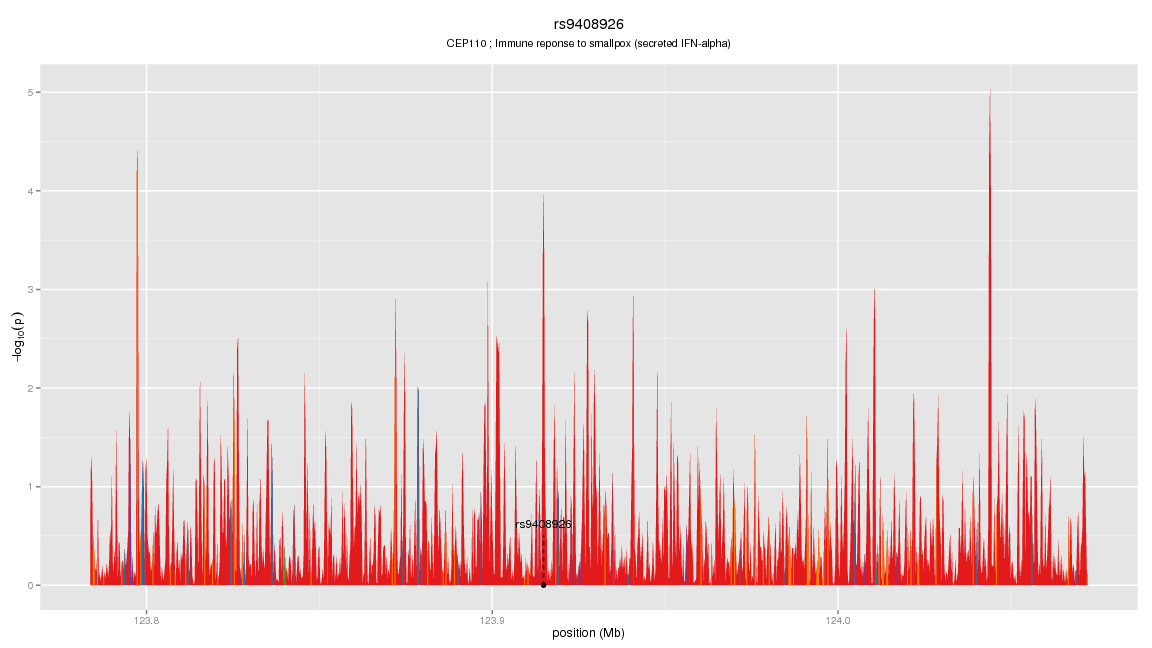 rs9408926
CEP110 ; Immune reponse to smallpox (secreted IFN-alpha)
5
4
3
2
1
0
−log10(p)
rs9408926
123.8
123.9
124.0
position (Mb)